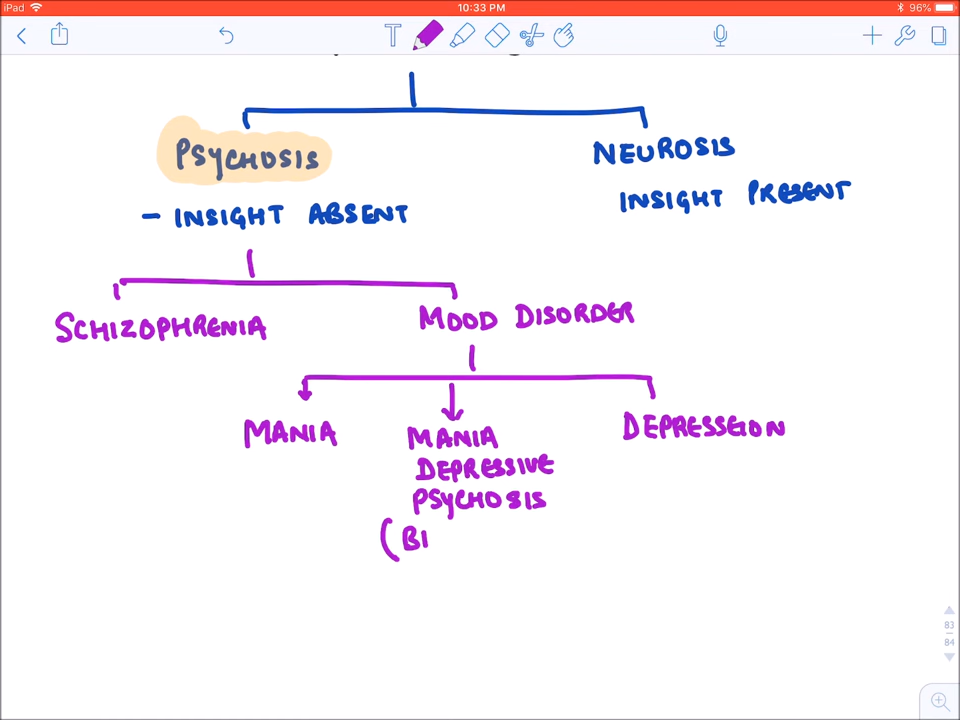 iPad 10:33 PM 96%
T
PSYCHOSIS
NEUROSIS
- INSIGHT ABSENT
INSIGHT PRESENT
SCHIZOPHRENIA
MOOD DISORDER
MANIA
MANIA
DEPRESSIVE
PSYCHOSIS
(BI
DEPRESSION
83
84